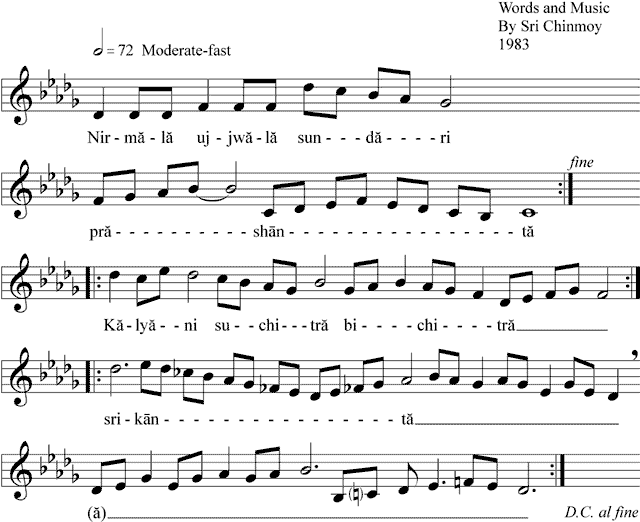 Words and Music
By Sri Chinmoy
1983
= 72 Moderate-fast
Nir - mă - lă uj - jwă - lă sun - - - - dă - - - - ri
fine
pră - - - - - - - - - - - - - - - - shān - - - - - - - - - - - - - - - - - tă
Kă - lyă - - ni su - - chi - - - tră bi - - - - chi - - - - tră
sri - kān - - - - - - - - - - - - - - - - - - tă
(ă)
D.C. al fine